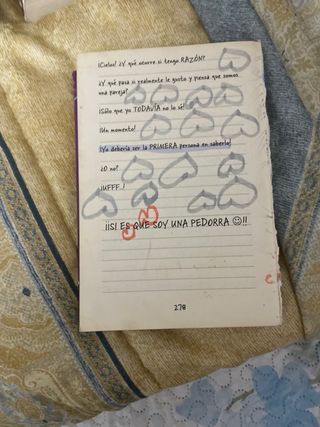 ¡Cielos! ¿Y qué ocurre si tengo RAZÓN?
¿Y qué pasa si realmente le gusto y piensa que somos
una pareja?
¡Sólo que yo TODAVÍA no lo sé!
¡Un momento!
¡Yo debería ser la PRIMERA persona en saberlo!
¿O no?
¡UFFF...!
¡¡SI ES QUE SOY UNA PEDORRA ☺!!
278